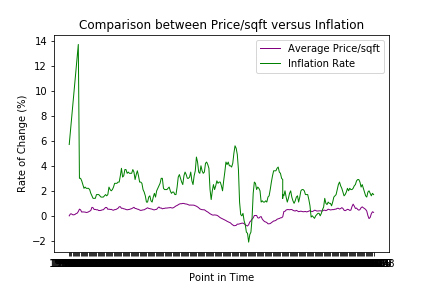 Comparison between Price/sqft versus Inflation
Average Price/sqft
Inflation Rate
Rate of Change (%)
14
12
10
8
6
4
2
0
−2
Point in Time